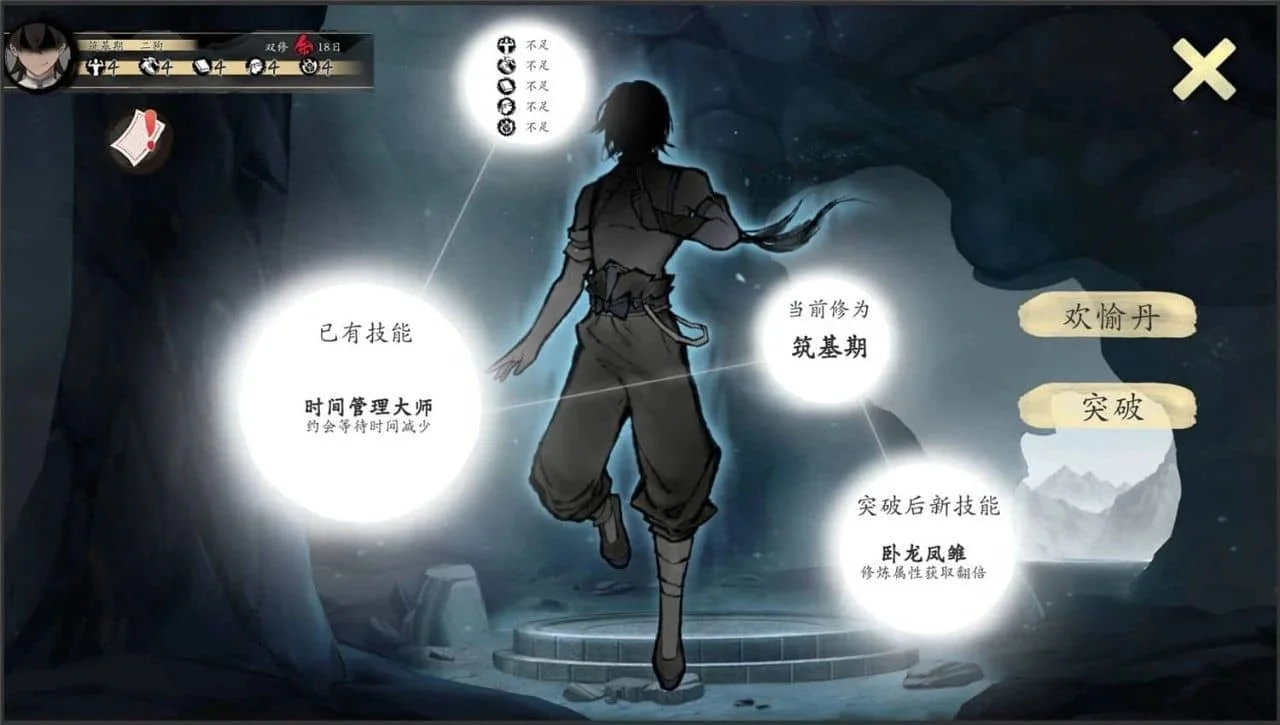 筑基期 二狗
双修 杀 18日
4 4 4 4 4
不足
不足
不足
不足
不足
已有技能
时间管理大师
约会等待时间减少
当前修为
筑基期
欢愉丹
突破
突破后新技能
卧龙凤雏
修炼属性获取翻倍